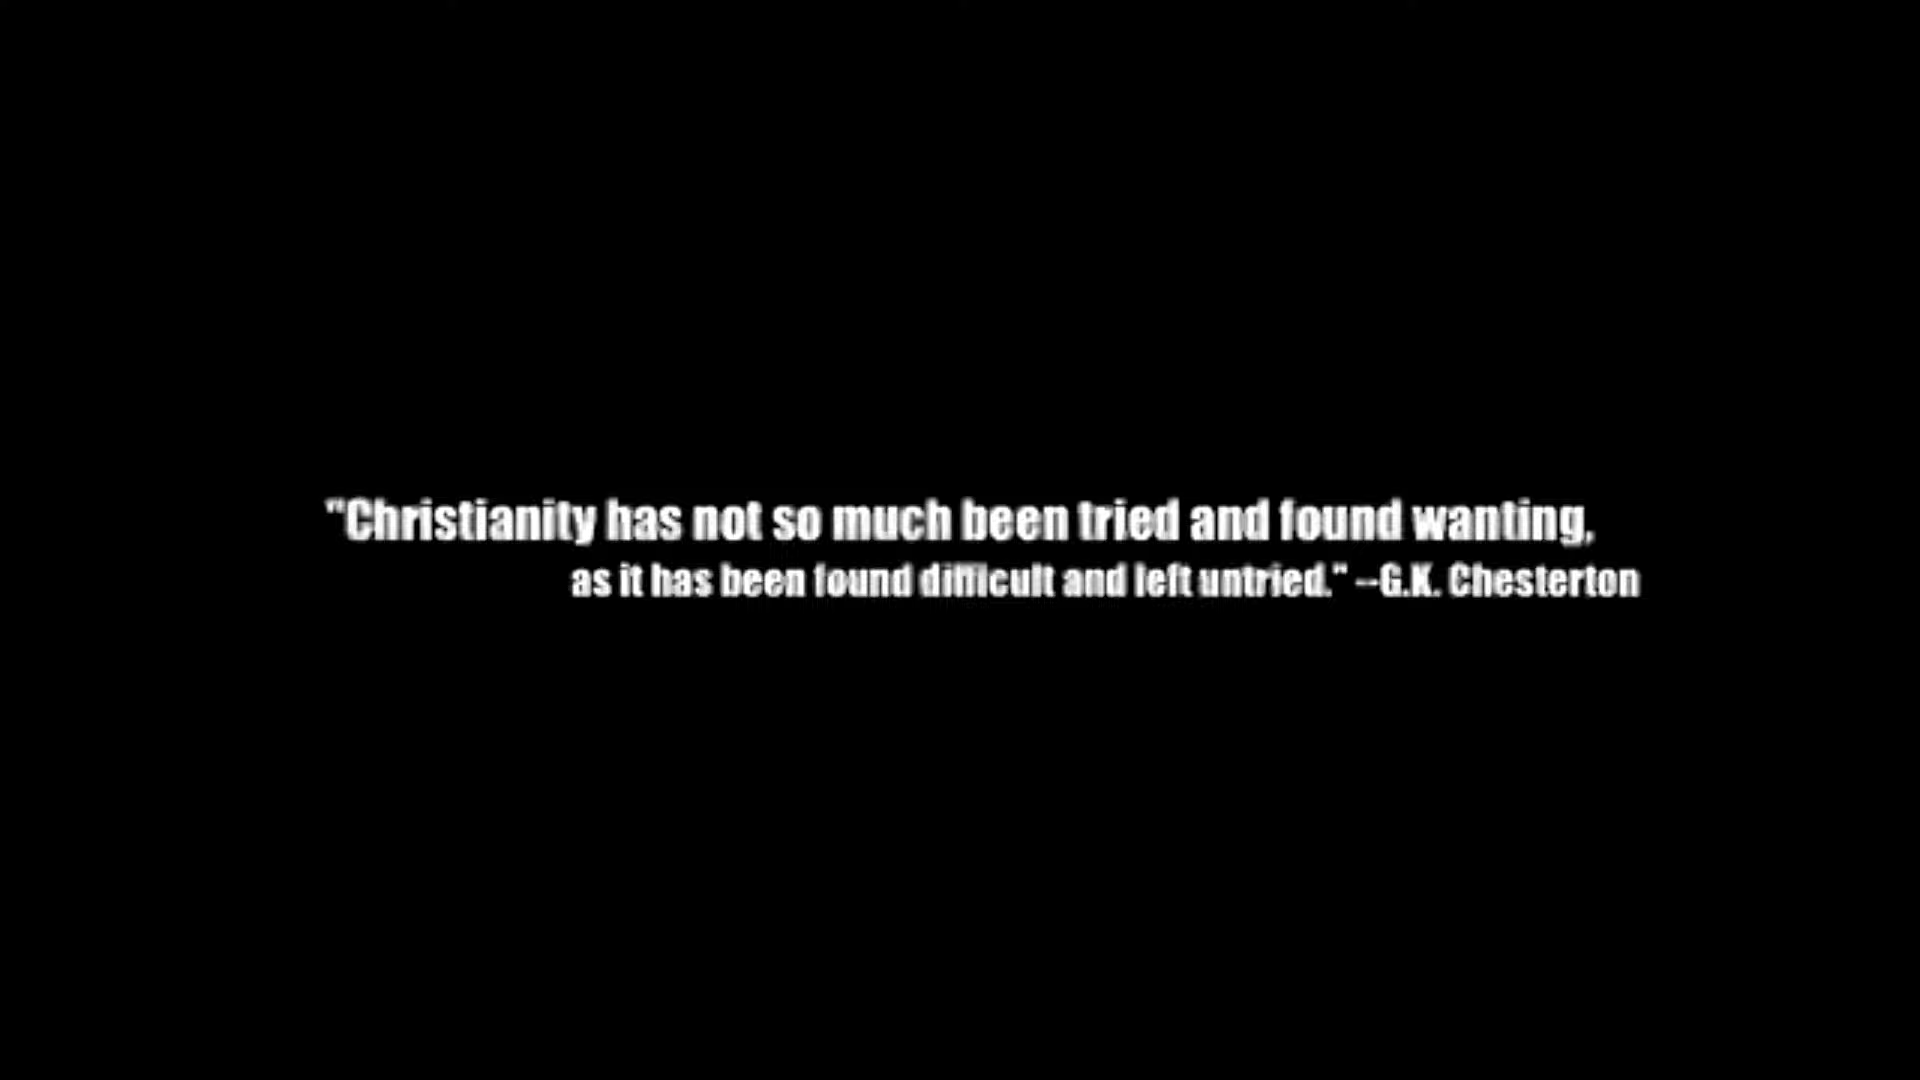 "Christianity has not so much been tried and found wanting,
as it has been found difficult and left untried." --G.K. Chesterton